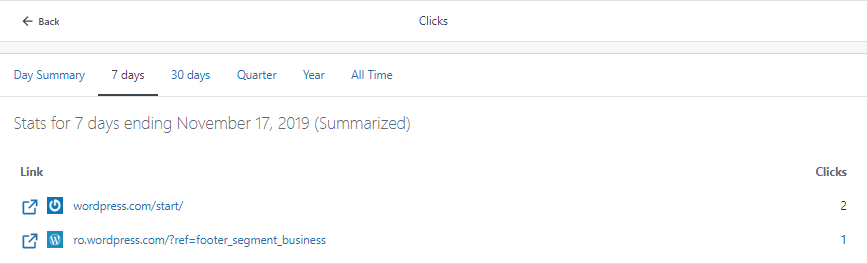 Back
Clicks
Day Summary 7 days 30 days Quarter Year All Time
Stats for 7 days ending November 17, 2019 (Summarized)
Link Clicks
wordpress.com/start/ 2
ro.wordpress.com/?ref=footer_segment_business 1